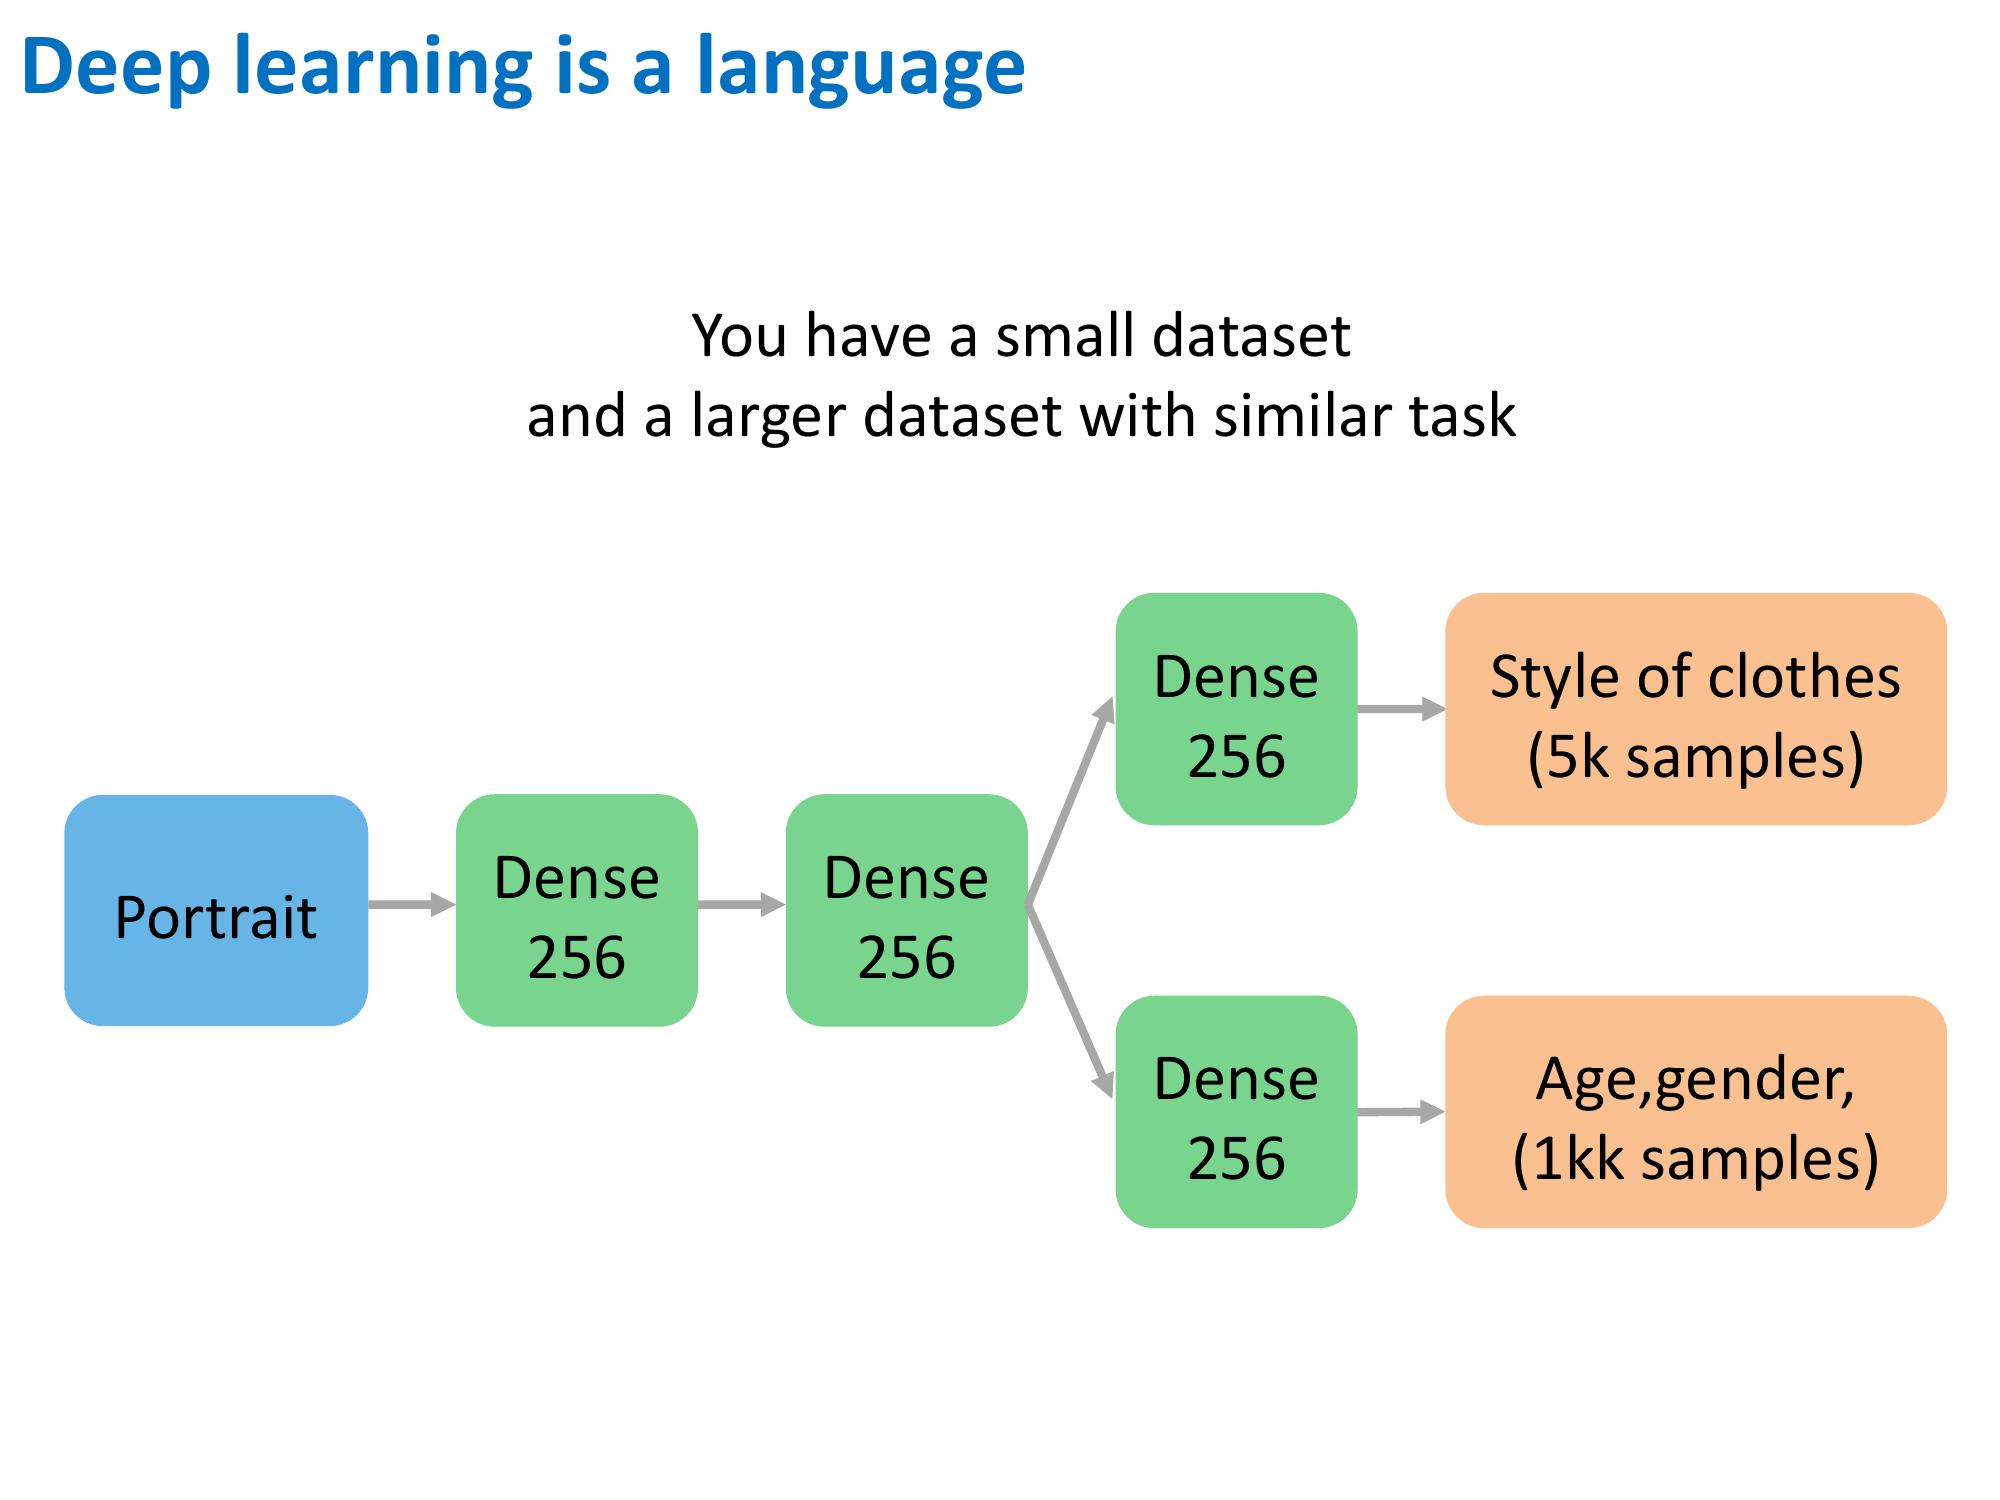 Deep learning is a language
You have a small dataset
and a larger dataset with similar task
Portrait
Dense
256
Dense
256
Dense
256
Style of clothes
(5k samples)
Dense
256
Age,gender,
(1kk samples)